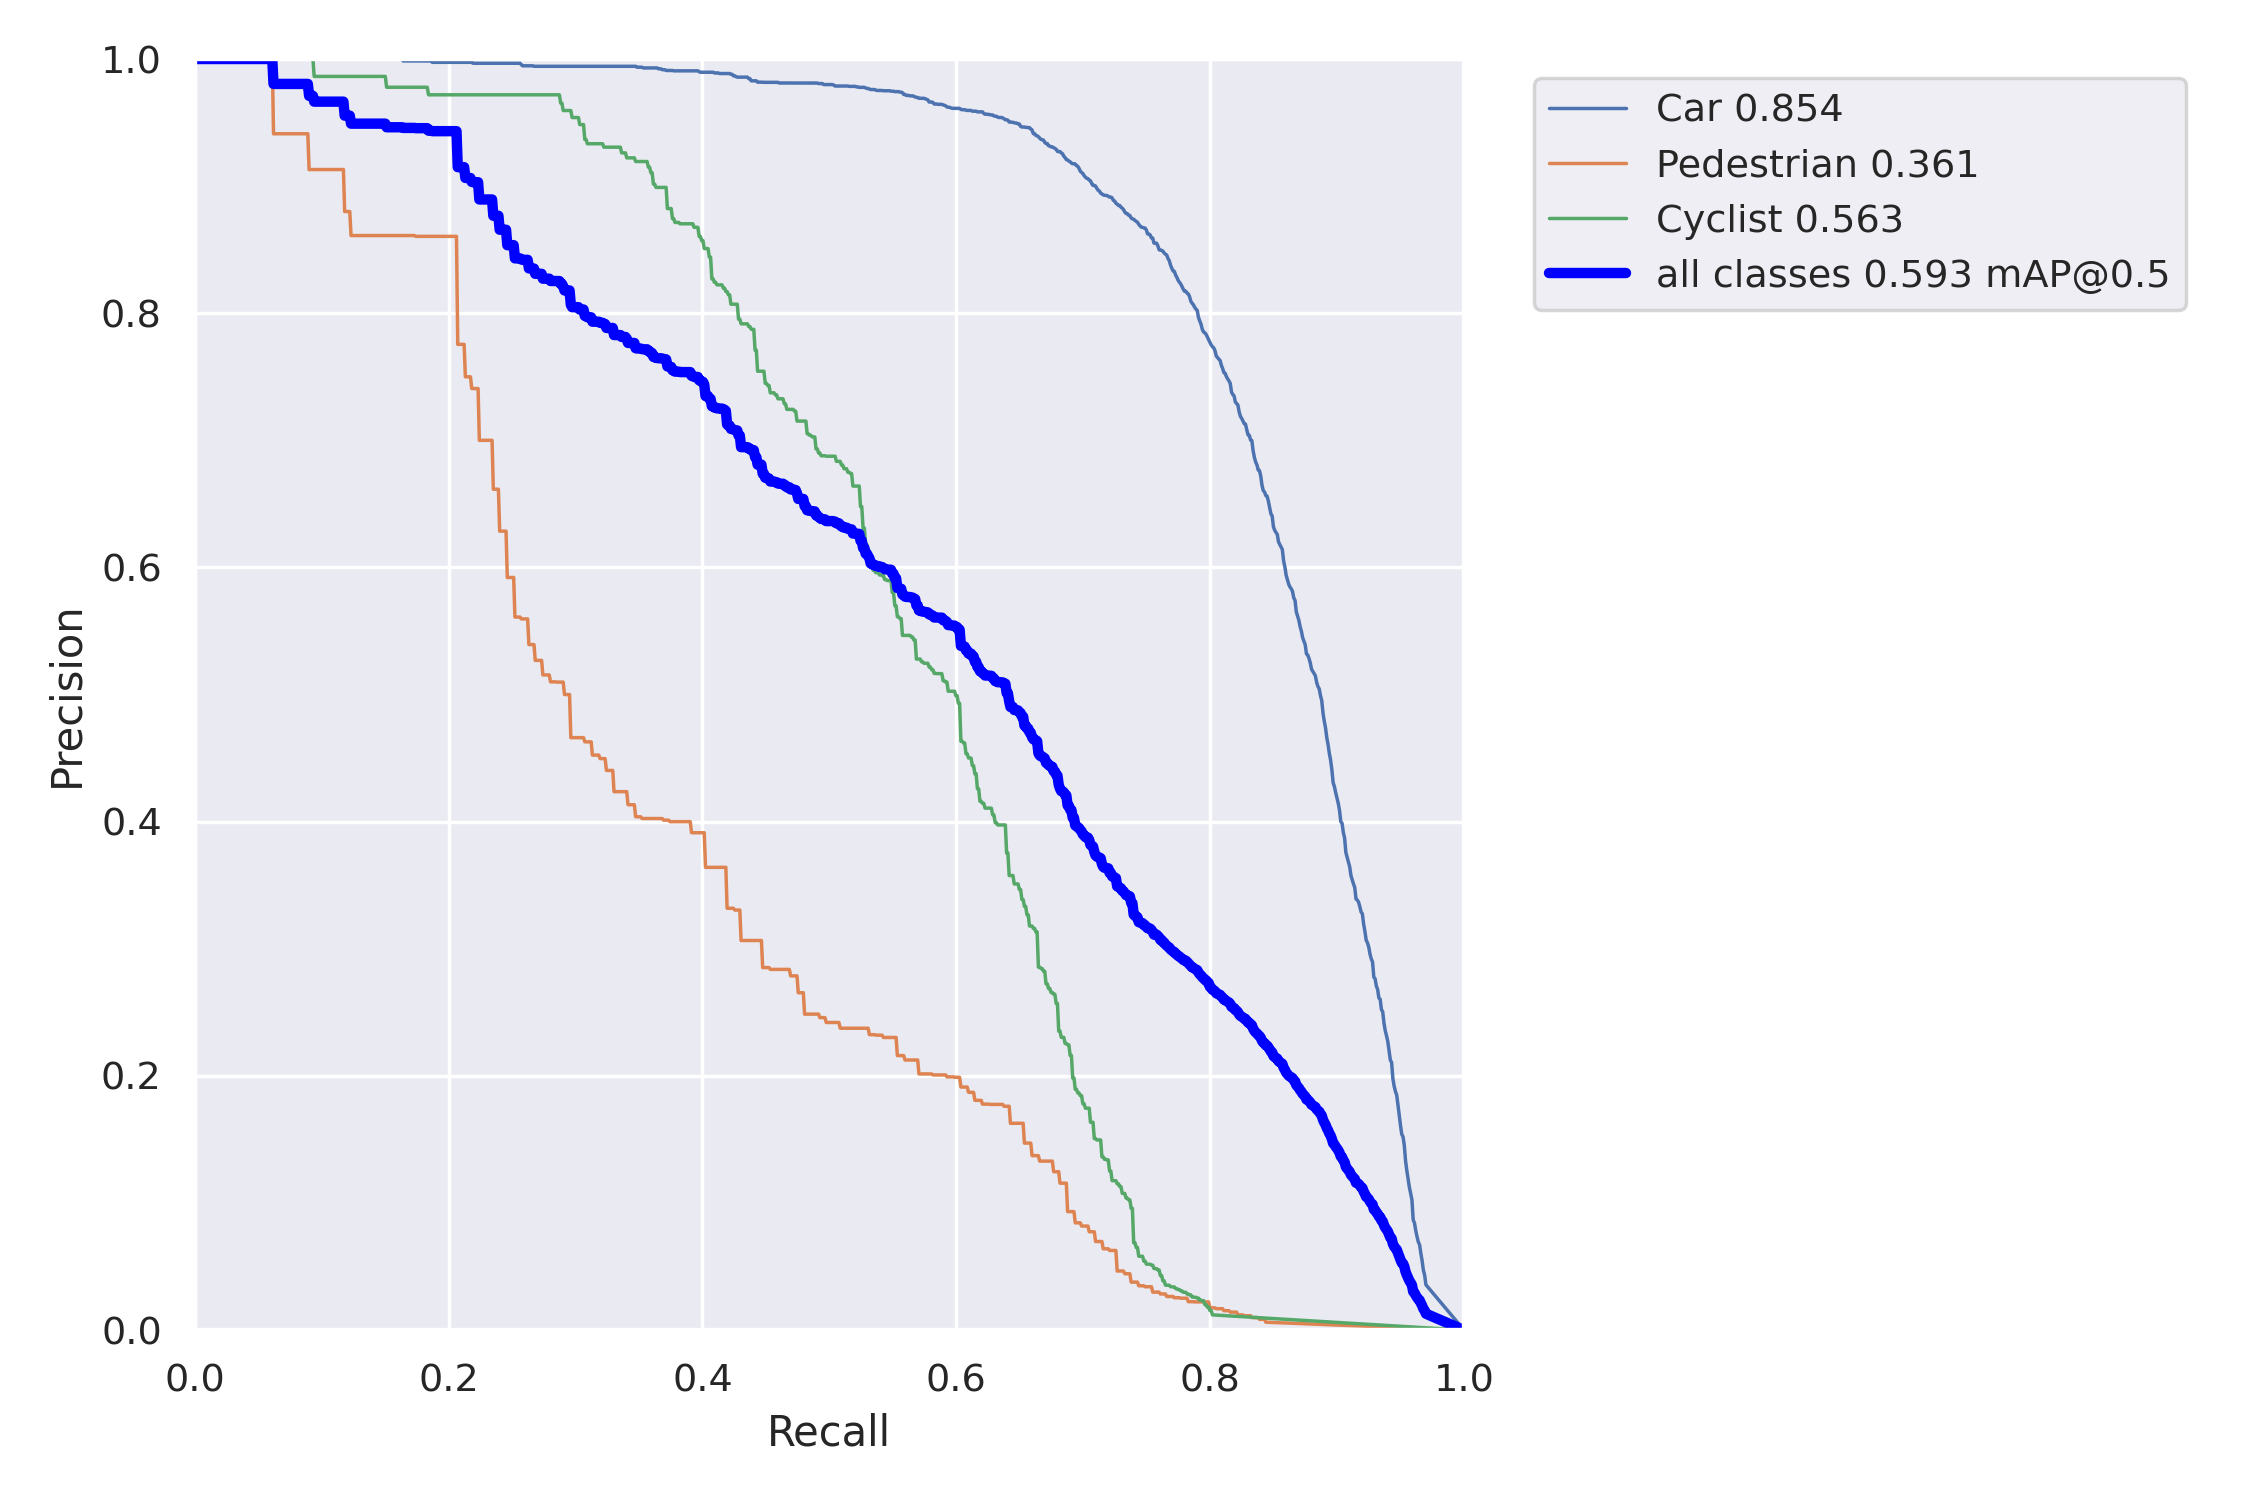 1.0
0.8
0.6
0.4
0.2
0.0
Precision
0.0 0.2 0.4 0.6 0.8 1.0
Recall
Car 0.854
Pedestrian 0.361
Cyclist 0.563
all classes 0.593 mAP@0.5